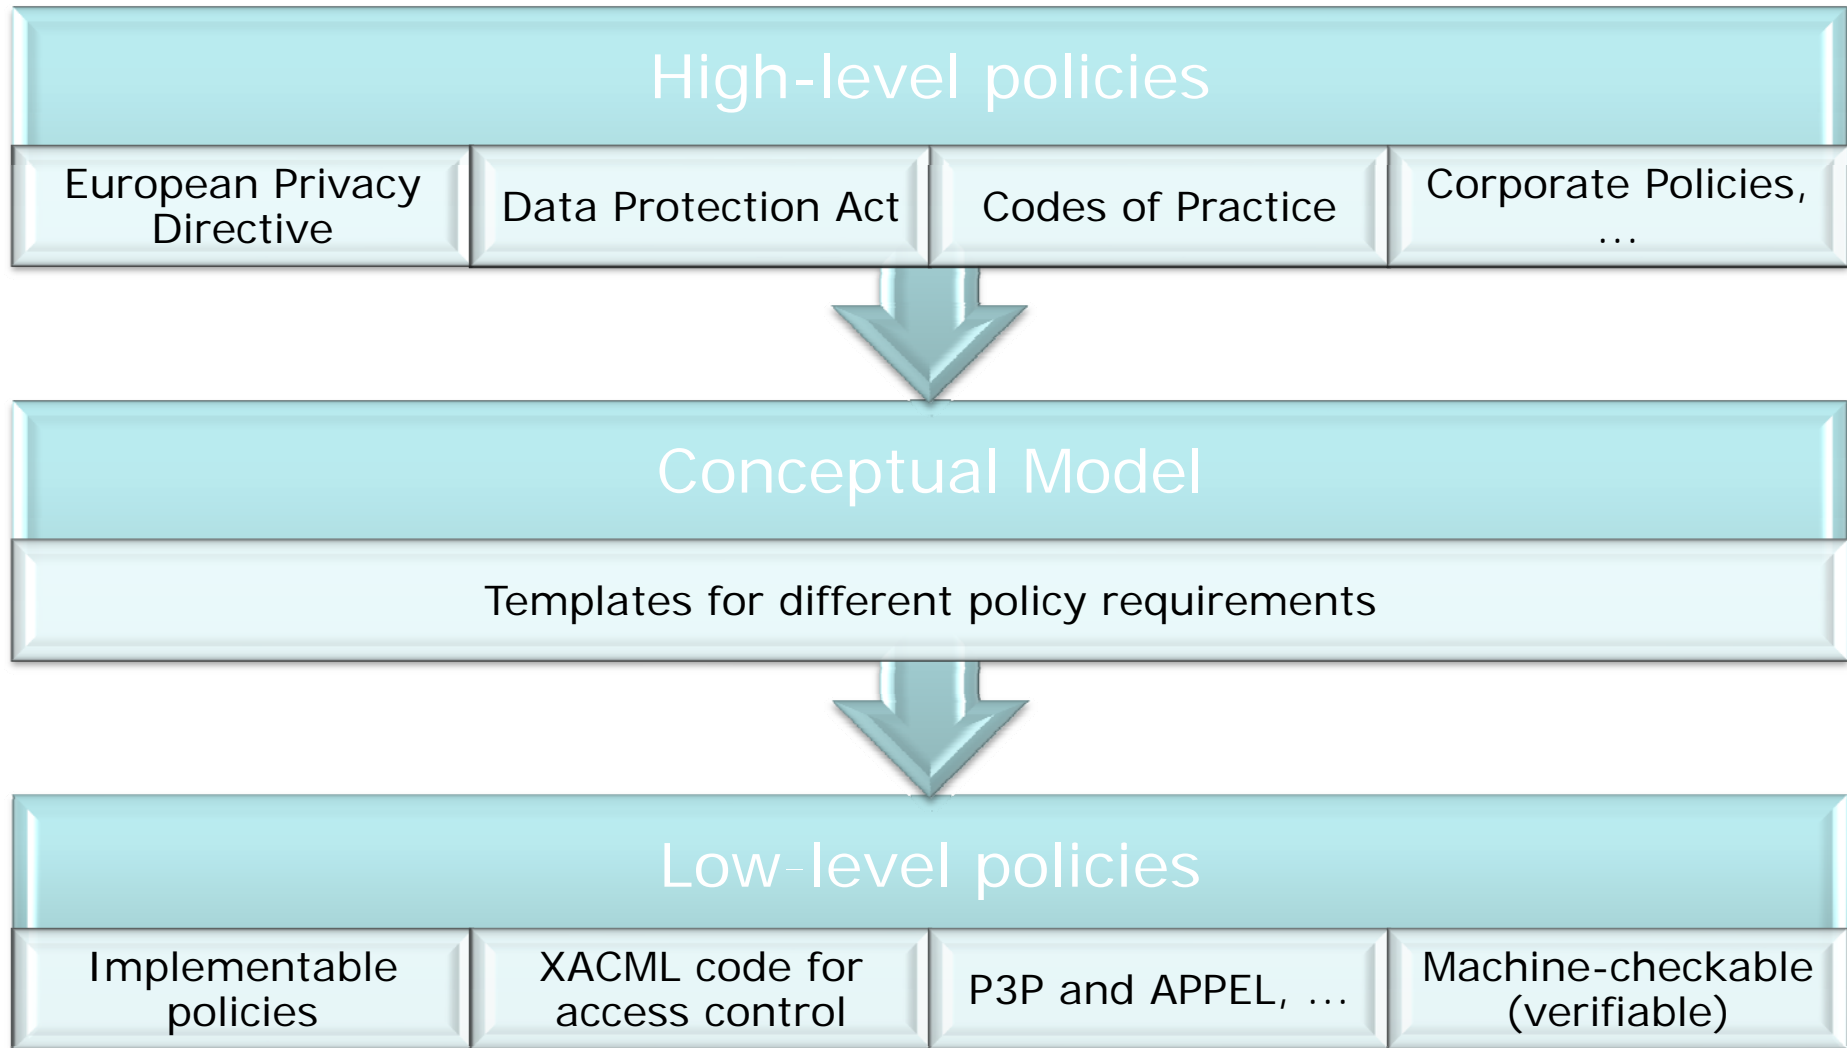 High-level policies
European Privacy
Directive
Data Protection Act
Codes of Practice
Corporate Policies,
...
Conceptual Model
Templates for different policy requirements
Low-level policies
Implementable
policies
XACML code for
access control
P3P and APPEL, ...
Machine-checkable
(verifiable)